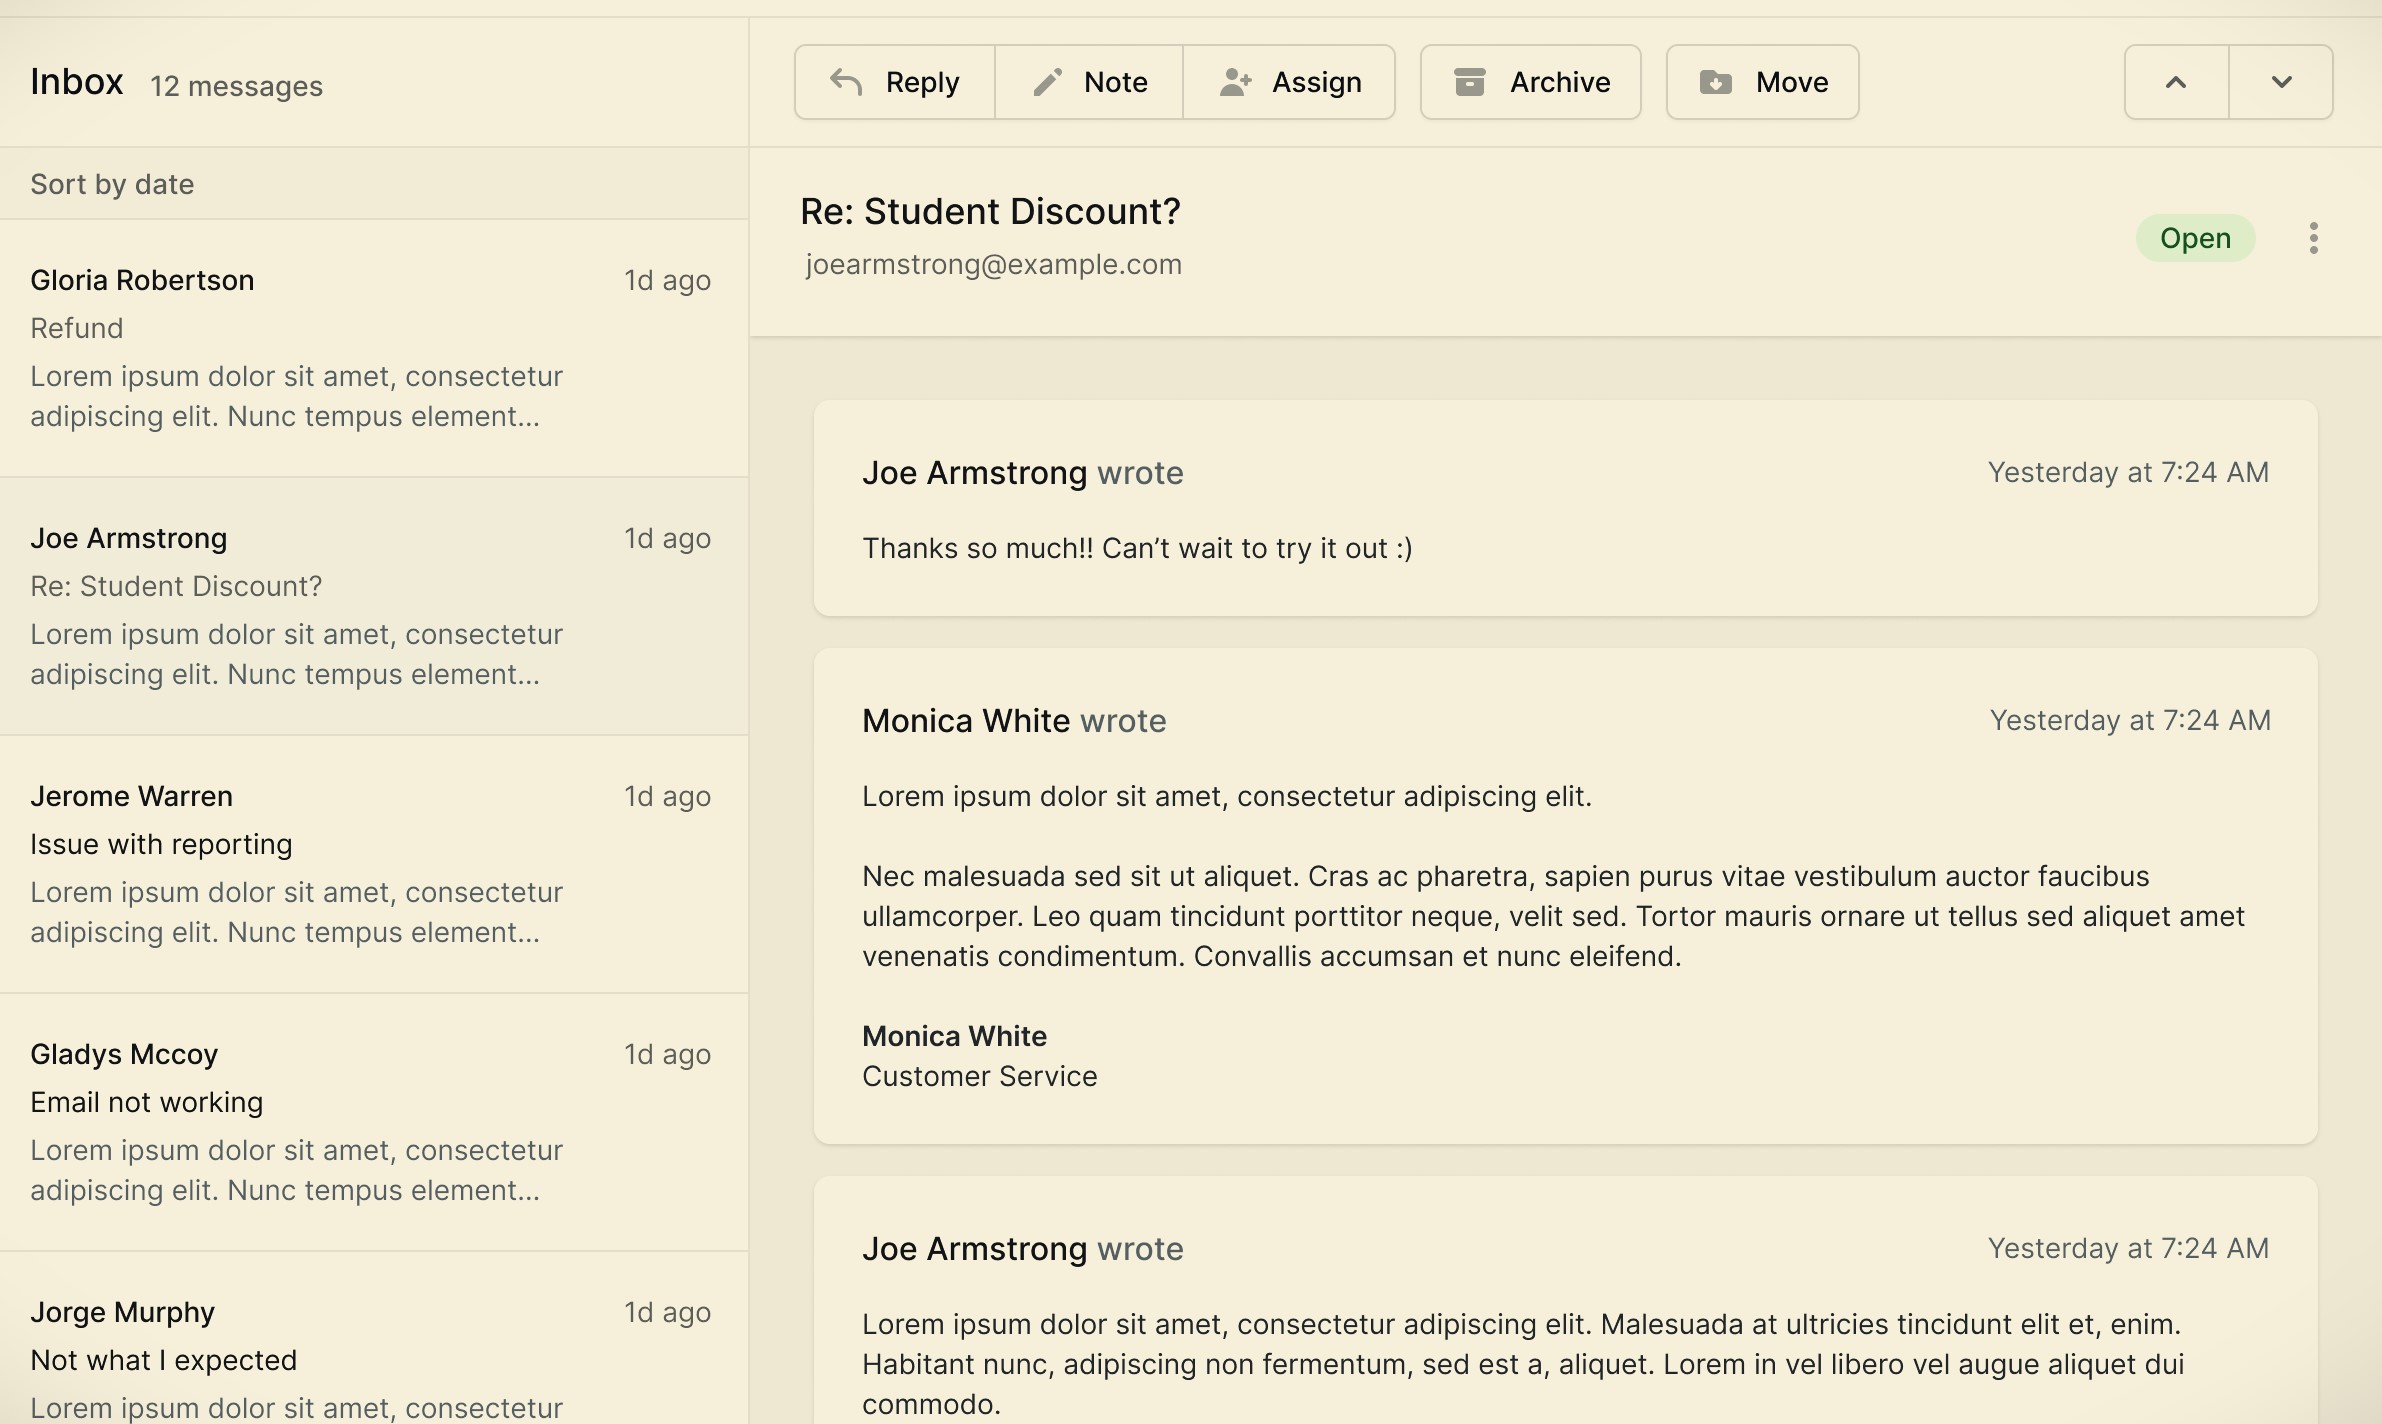 Inbox 12 messages
Sort by date
Gloria Robertson 1d ago
Refund
Lorem ipsum dolor sit amet, consectetur
adipiscing elit. Nunc tempus element...
Joe Armstrong 1d ago
Re: Student Discount?
Lorem ipsum dolor sit amet, consectetur
adipiscing elit. Nunc tempus element...
Jerome Warren 1d ago
Issue with reporting
Lorem ipsum dolor sit amet, consectetur
adipiscing elit. Nunc tempus element...
Gladys Mccoy 1d ago
Email not working
Lorem ipsum dolor sit amet, consectetur
adipiscing elit. Nunc tempus element...
Jorge Murphy 1d ago
Not what I expected
Lorem ipsum dolor sit amet, consectetur
Reply Note Assign Archive Move
Re: Student Discount?
joearmstrong@example.com
Open
Joe Armstrong wrote Yesterday at 7:24 AM
Thanks so much!! Can’t wait to try it out :)
Monica White wrote Yesterday at 7:24 AM
Lorem ipsum dolor sit amet, consectetur adipiscing elit.
Nec malesuada sed sit ut aliquet. Cras ac pharetra, sapien purus vitae vestibulum auctor faucibus
ullamcorper. Leo quam tincidunt porttitor neque, velit sed. Tortor mauris ornare ut tellus sed aliquet amet
venenatis condimentum. Convallis accumsan et nunc eleifend.
Monica White
Customer Service
Joe Armstrong wrote Yesterday at 7:24 AM
Lorem ipsum dolor sit amet, consectetur adipiscing elit. Malesuada at ultricies tincidunt elit et, enim.
Habitant nunc, adipiscing non fermentum, sed est a, aliquet. Lorem in vel libero vel augue aliquet dui
commodo.